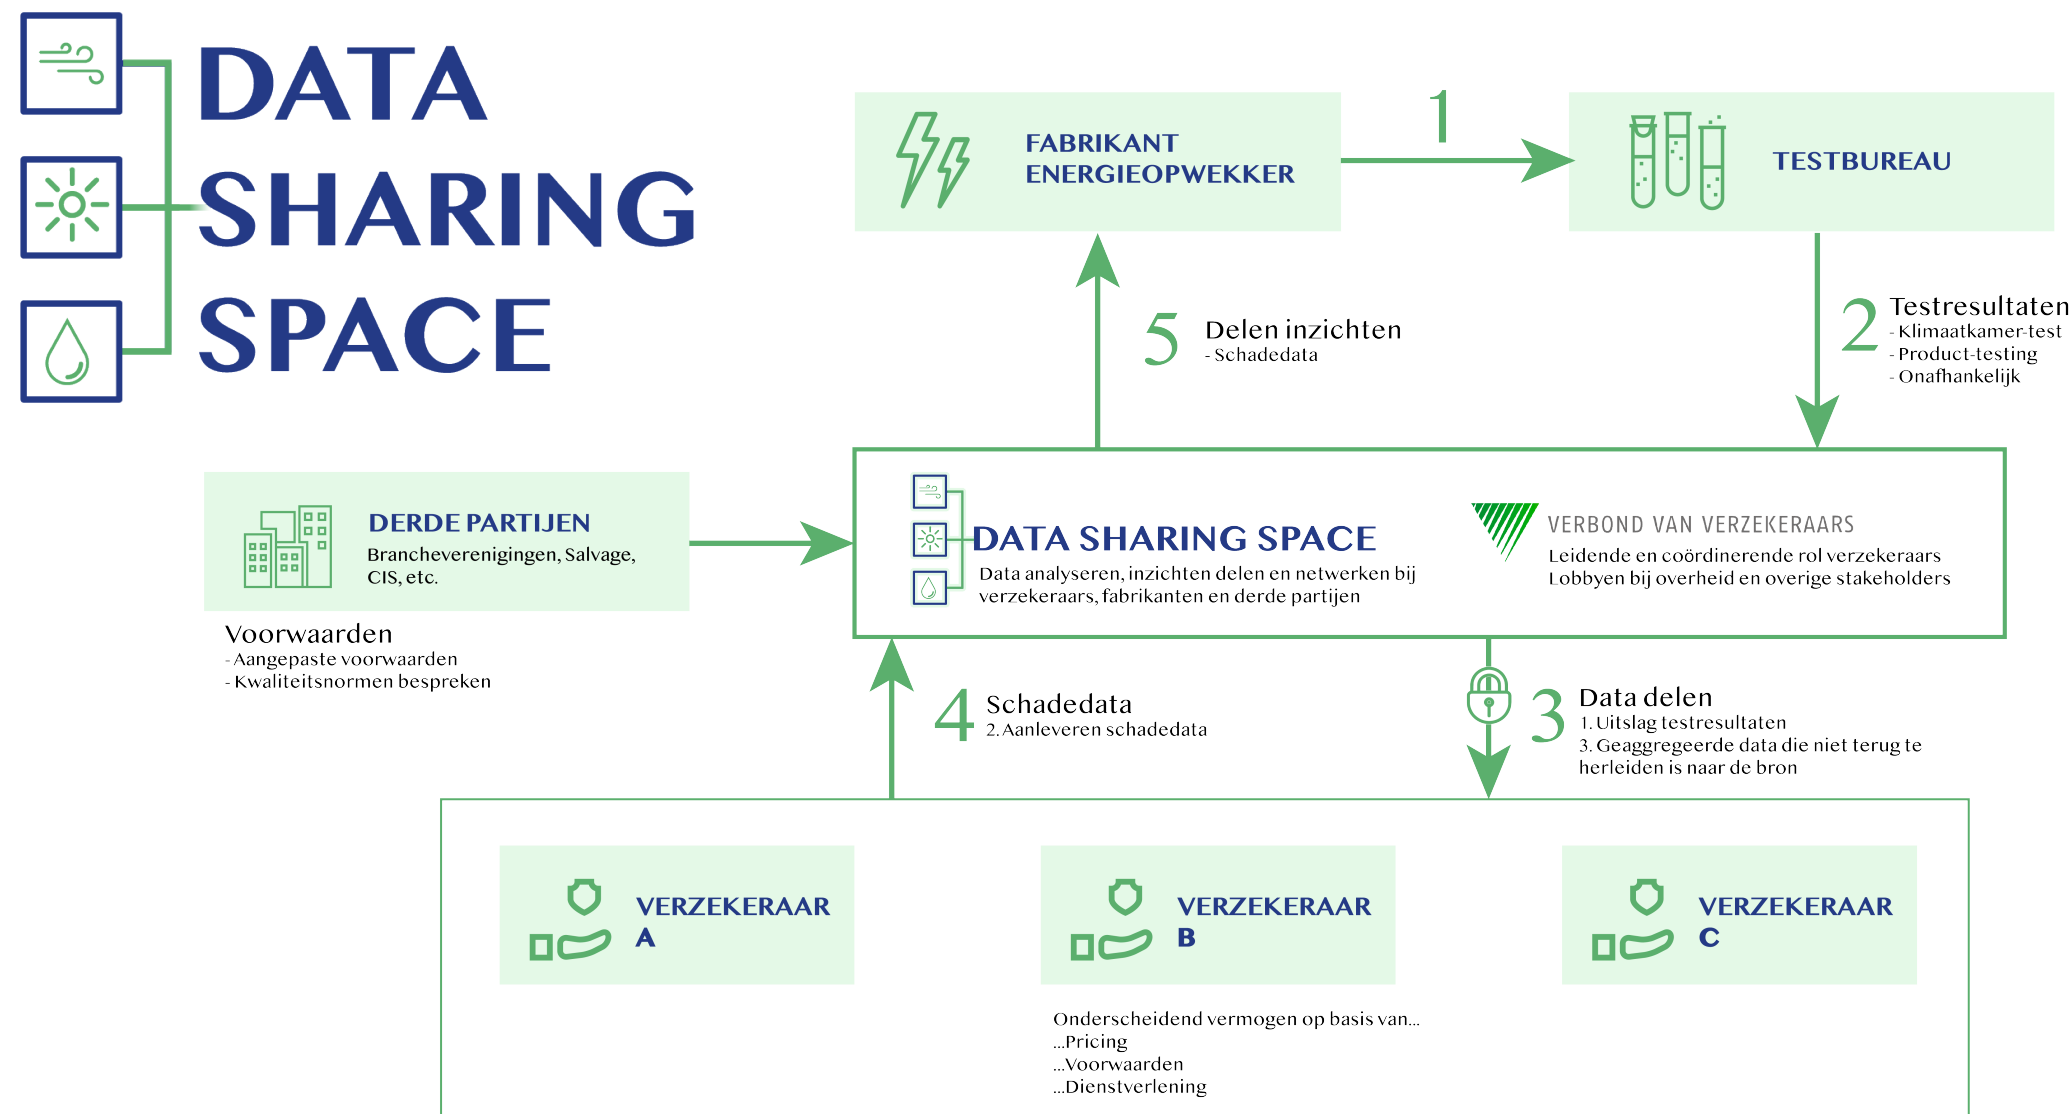 DATA
SHARING
SPACE
FABRIKANT
ENERGIEOPWEKKER
1
TESTBUREAU
5
Delen inzichten
- Schadedata
2
Testresultaten
- Klimaatkamer-test
- Product-testing
- Onafhankelijk
DERDE PARTIJEN
Brancheverenigingen, Salvage,
CIS, etc.
Voorwaarden
- Aangepaste voorwaarden
- Kwaliteitsnormen bespreken
DATA SHARING SPACE
Data analyseren, inzichten delen en netwerken bij
verzekeraars, fabrikanten en derde partijen
VERBOND VAN VERZEKERAARS
Leidende en coördinerende rol verzekeraars
Lobbyen bij overheid en overige stakeholders
4
Schadedata
2. Aanleveren schadedata
3
Data delen
1. Uitslag testresultaten
3. Geaggregeerde data die niet terug te
herleiden is naar de bron
VERZEKERAAR
A
VERZEKERAAR
B
VERZEKERAAR
C
Onderscheidend vermogen op basis van...
...Pricing
...Voorwaarden
...Dienstverlening